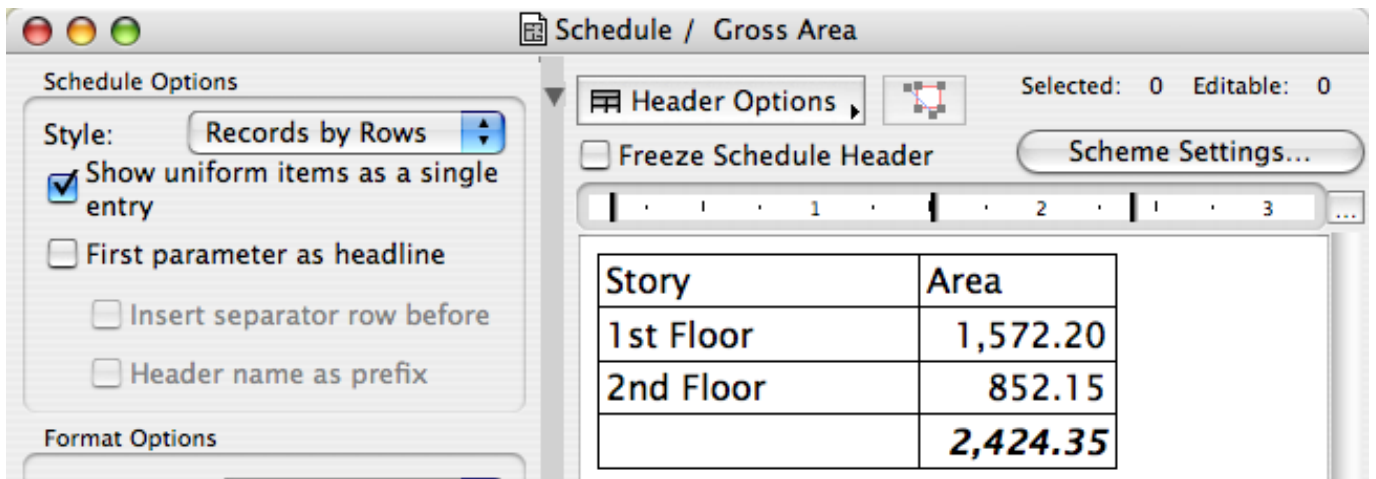 Schedule / Gross Area
Schedule Options
Style: Records by Rows
Show uniform items as a single
entry
First parameter as headline
Insert separator row before
Header name as prefix
Format Options
Header Options
Selected: 0 Editable: 0
Freeze Schedule Header
Scheme Settings...
1 2 3 ...
Story Area
1st Floor 1,572.20
2nd Floor 852.15
2,424.35